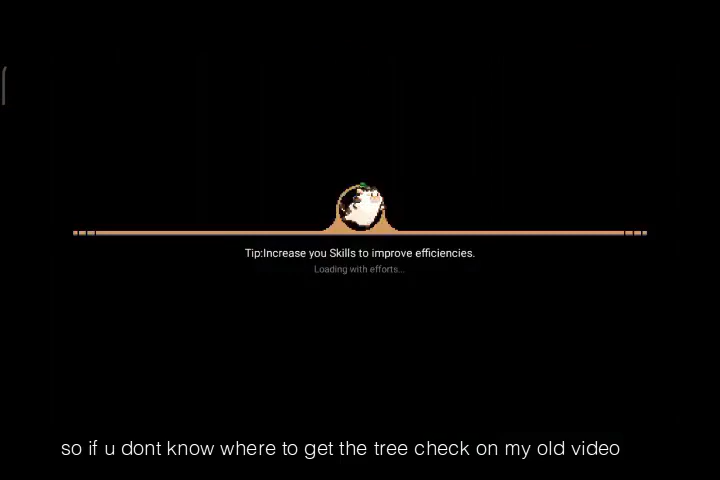 Tip:Increase you Skills to improve efficiencies.
Loading with efforts...
so if u dont know where to get the tree check on my old video